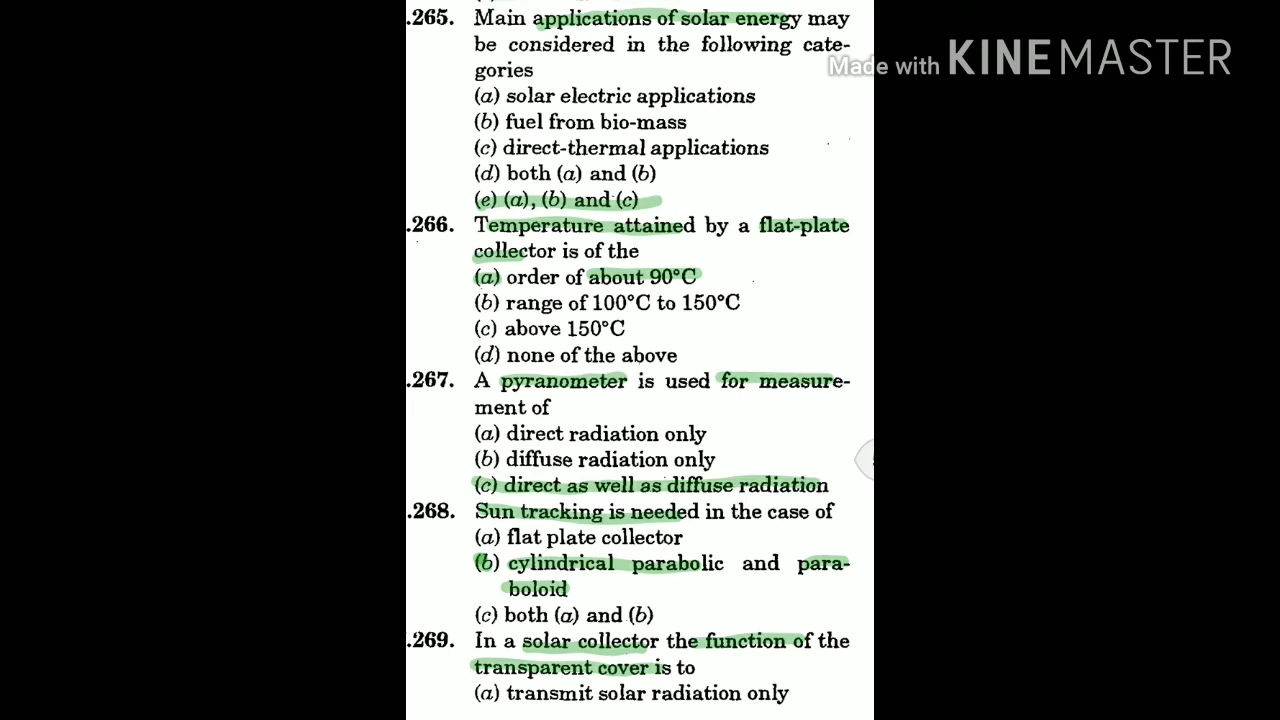 .265. Main applications of solar energy may
be considered in the following cate-
gories
(a) solar electric applications
(b) fuel from bio-mass
(c) direct-thermal applications
(d) both (a) and (b)
(e) (a), (b) and (c)
.266. Temperature attained by a flat-plate
collector is of the
(a) order of about 90°C
(b) range of 100°C to 150°C
(c) above 150°C
(d) none of the above
.267. A pyranometer is used for measure-
ment of
(a) direct radiation only
(b) diffuse radiation only
(c) direct as well as diffuse radiation
.268. Sun tracking is needed in the case of
(a) flat plate collector
(b) cylindrical parabolic and para-
boloid
(c) both (a) and (b)
.269. In a solar collector the function of the
transparent cover is to
(a) transmit solar radiation only
Made with KINEMASTER